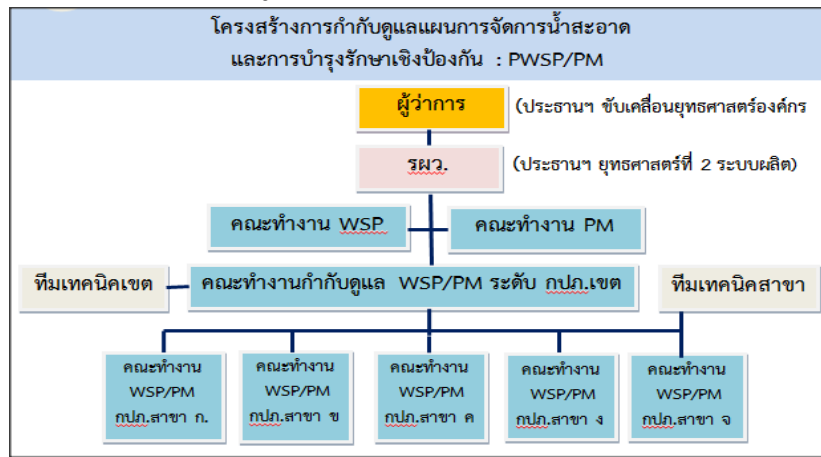 โครงสร้างการกำกับดูแลแผนการจัดการน้ำสะอาด
และการบำรุงรักษาเชิงป้องกัน : PWSP/PM
ผู้ว่าการ
(ประธานฯ ขับเคลื่อนยุทธศาสตร์องค์กร
รผว.
(ประธานฯ ยุทธศาสตร์ที่ 2 ระบบผลิต)
คณะทำงาน WSP
คณะทำงาน PM
ทีมเทคนิคเขต
คณะทำงานกำกับดูแล WSP/PM ระดับ กปภ.เขต
ทีมเทคนิคสาขา
คณะทำงาน
WSP/PM
กปภ.สาขา ก.
คณะทำงาน
WSP/PM
กปภ.สาขา ข
คณะทำงาน
WSP/PM
กปภ.สาขา ค
คณะทำงาน
WSP/PM
กปภ.สาขา ง
คณะทำงาน
WSP/PM
กปภ.สาขา จ